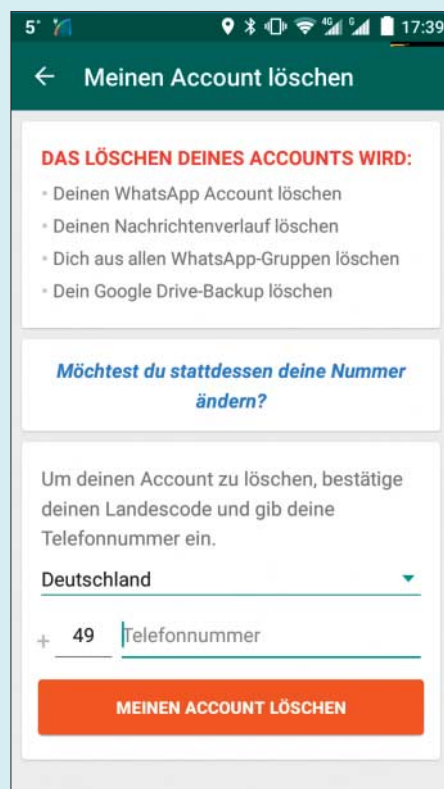 5° 4G G 17:39
Meinen Account löschen
DAS LÖSCHEN DEINES ACCOUNTS WIRD:
• Deinen WhatsApp Account löschen
• Deinen Nachrichtenverlauf löschen
• Dich aus allen WhatsApp-Gruppen löschen
• Dein Google Drive-Backup löschen
Möchtest du stattdessen deine Nummer
ändern?
Um deinen Account zu löschen, bestätige
deinen Landescode und gib deine
Telefonnummer ein.
Deutschland
+ 49 Telefonnummer
MEINEN ACCOUNT LÖSCHEN